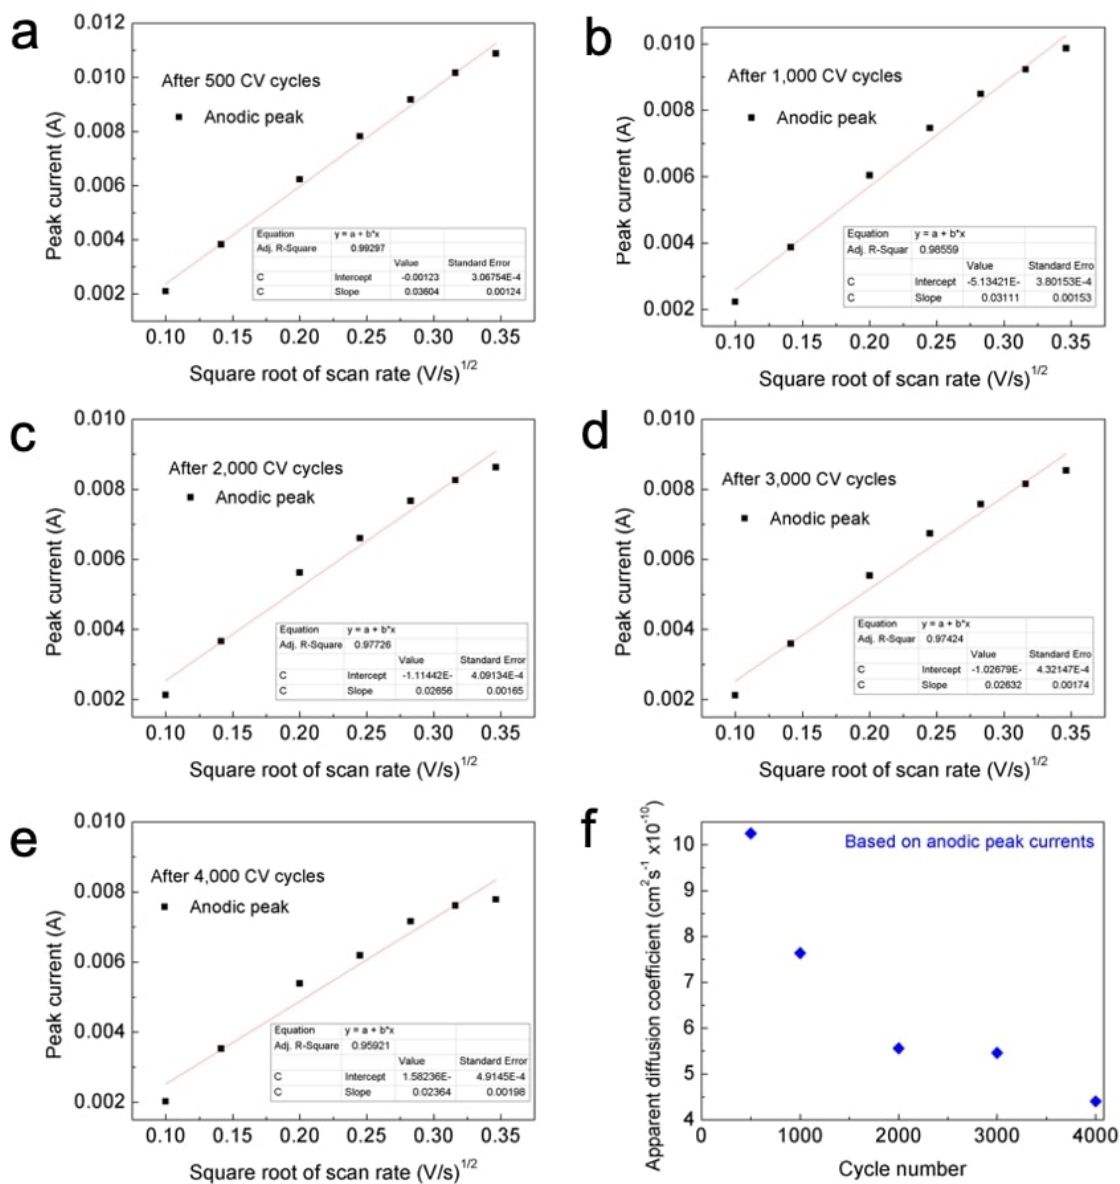 a
0.012
0.010
0.008
0.006
0.004
0.002
Peak current (A)
After 500 CV cycles
Anodic peak
Equation y = a + b*x
Adj. R-Square 0.99297
Value Standard Error
C Intercept -0.00123 3.06754E-4
C Slope 0.03604 0.00124
0.10 0.15 0.20 0.25 0.30 0.35
Square root of scan rate (V/s)^1/2
b
0.010
0.008
0.006
0.004
0.002
Peak current (A)
After 1,000 CV cycles
Anodic peak
Equation y = a + b*x
Adj. R-Squar 0.98559
Value Standard Erro
C Intercept -5.13421E- 3.80153E-4
C Slope 0.03111 0.00153
0.10 0.15 0.20 0.25 0.30 0.35
Square root of scan rate (V/s)^1/2
c
0.010
0.008
0.006
0.004
0.002
Peak current (A)
After 2,000 CV cycles
Anodic peak
Equation y = a + b*x
Adj. R-Square 0.97726
Value Standard Error
C Intercept -1.11442E- 4.09134E-4
C Slope 0.02656 0.00165
0.10 0.15 0.20 0.25 0.30 0.35
Square root of scan rate (V/s)^1/2
d
0.010
0.008
0.006
0.004
0.002
Peak current (A)
After 3,000 CV cycles
Anodic peak
Equation y = a + b*x
Adj. R-Squar 0.97424
Value Standard Erro
C Intercept -1.02679E- 4.32147E-4
C Slope 0.02632 0.00174
0.10 0.15 0.20 0.25 0.30 0.35
Square root of scan rate (V/s)^1/2
e
0.010
0.008
0.006
0.004
0.002
Peak current (A)
After 4,000 CV cycles
Anodic peak
Equation y = a + b*x
Adj. R-Square 0.95921
Value Standard Error
C Intercept 1.58236E- 4.9145E-4
C Slope 0.02364 0.00198
0.10 0.15 0.20 0.25 0.30 0.35
Square root of scan rate (V/s)^1/2
f
10
8
7
5
4
Apparent diffusion coefficient (cm²s⁻¹ x10⁻¹⁰)
Based on anodic peak currents
0 1000 2000 3000 4000
Cycle number